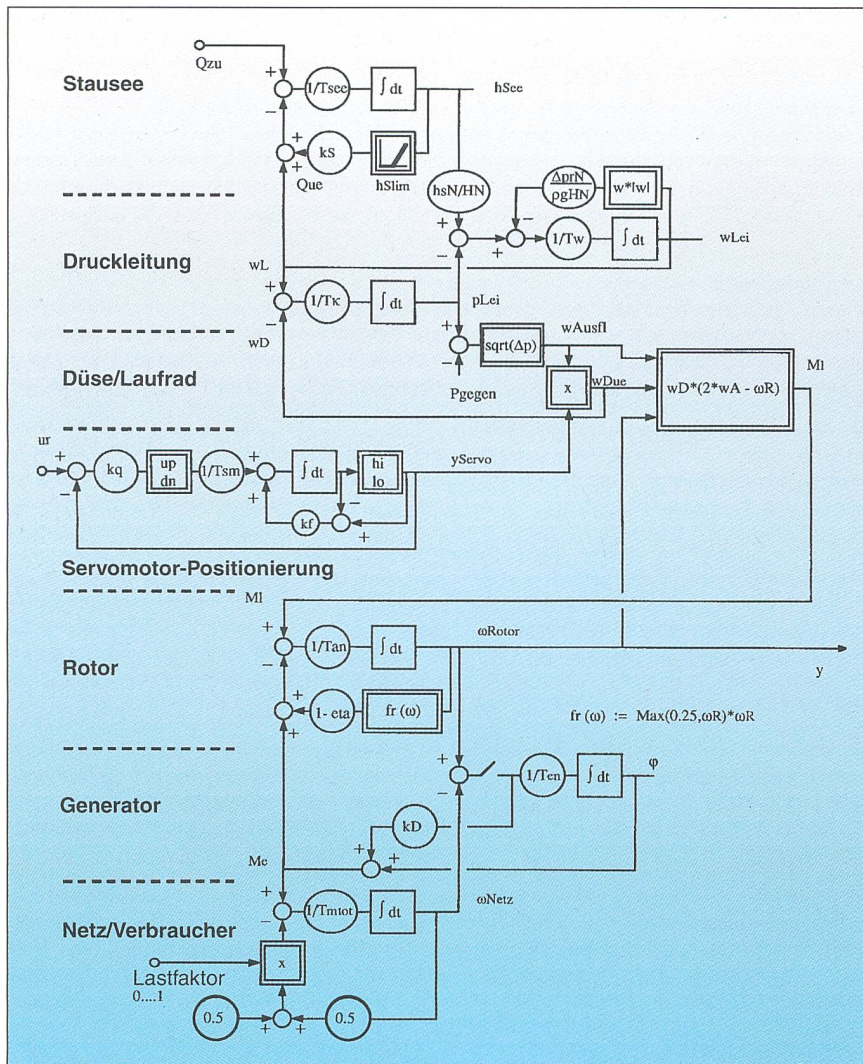 Qzu
Stausee
+
−
1/Tsee
∫ dt
hSee
+
+
kS
Que
hSlim
hsN/HN
ΔprN
ρgHN
w*|w|
+
−
−
+
1/Tw
∫ dt
wLei
Druckleitung
wL
+
−
1/Tκ
∫ dt
pLei
wD
+
−
sqrt(Δp)
wAusfl
Ml
Pgegen
x
wDue
wD*(2*wA - ωR)
Düse/Laufrad
ur
+
−
kq
up
dn
1/Tsm
+
+
∫ dt
hi
lo
yServo
−
kf
+
Servomotor-Positionierung
Ml
+
−
1/Tan
∫ dt
ωRotor
y
Rotor
+
+
1- eta
fr (ω)
fr (ω) := Max(0.25,ωR)*ωR
+
−
1/Ten
∫ dt
φ
Generator
kD
+
+
Me
+
−
1/Tmtot
∫ dt
ωNetz
Netz/Verbraucher
x
Lastfaktor
0....1
0.5
+
+
0.5